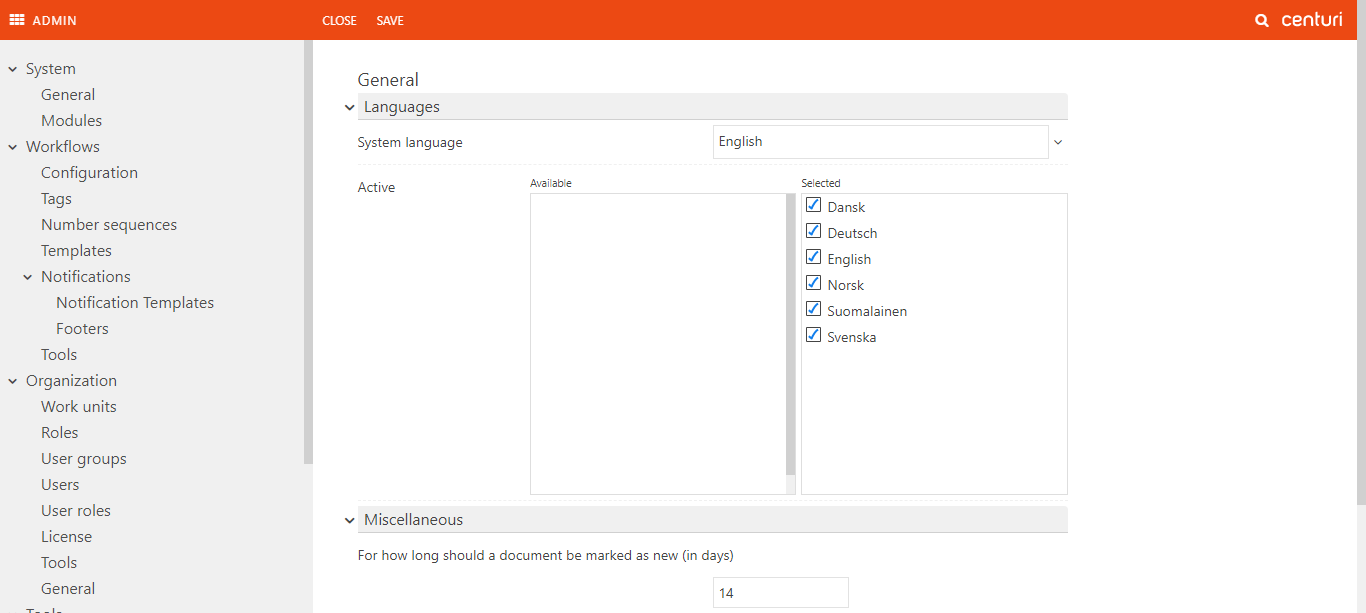 ADMIN
CLOSE SAVE
centuri
System
General
Modules
Workflows
Configuration
Tags
Number sequences
Templates
Notifications
Notification Templates
Footers
Tools
Organization
Work units
Roles
User groups
Users
User roles
License
Tools
General
Tools
General
Languages
System language English
Active
Available
Selected
Dansk
Deutsch
English
Norsk
Suomalainen
Svenska
Miscellaneous
For how long should a document be marked as new (in days)
14